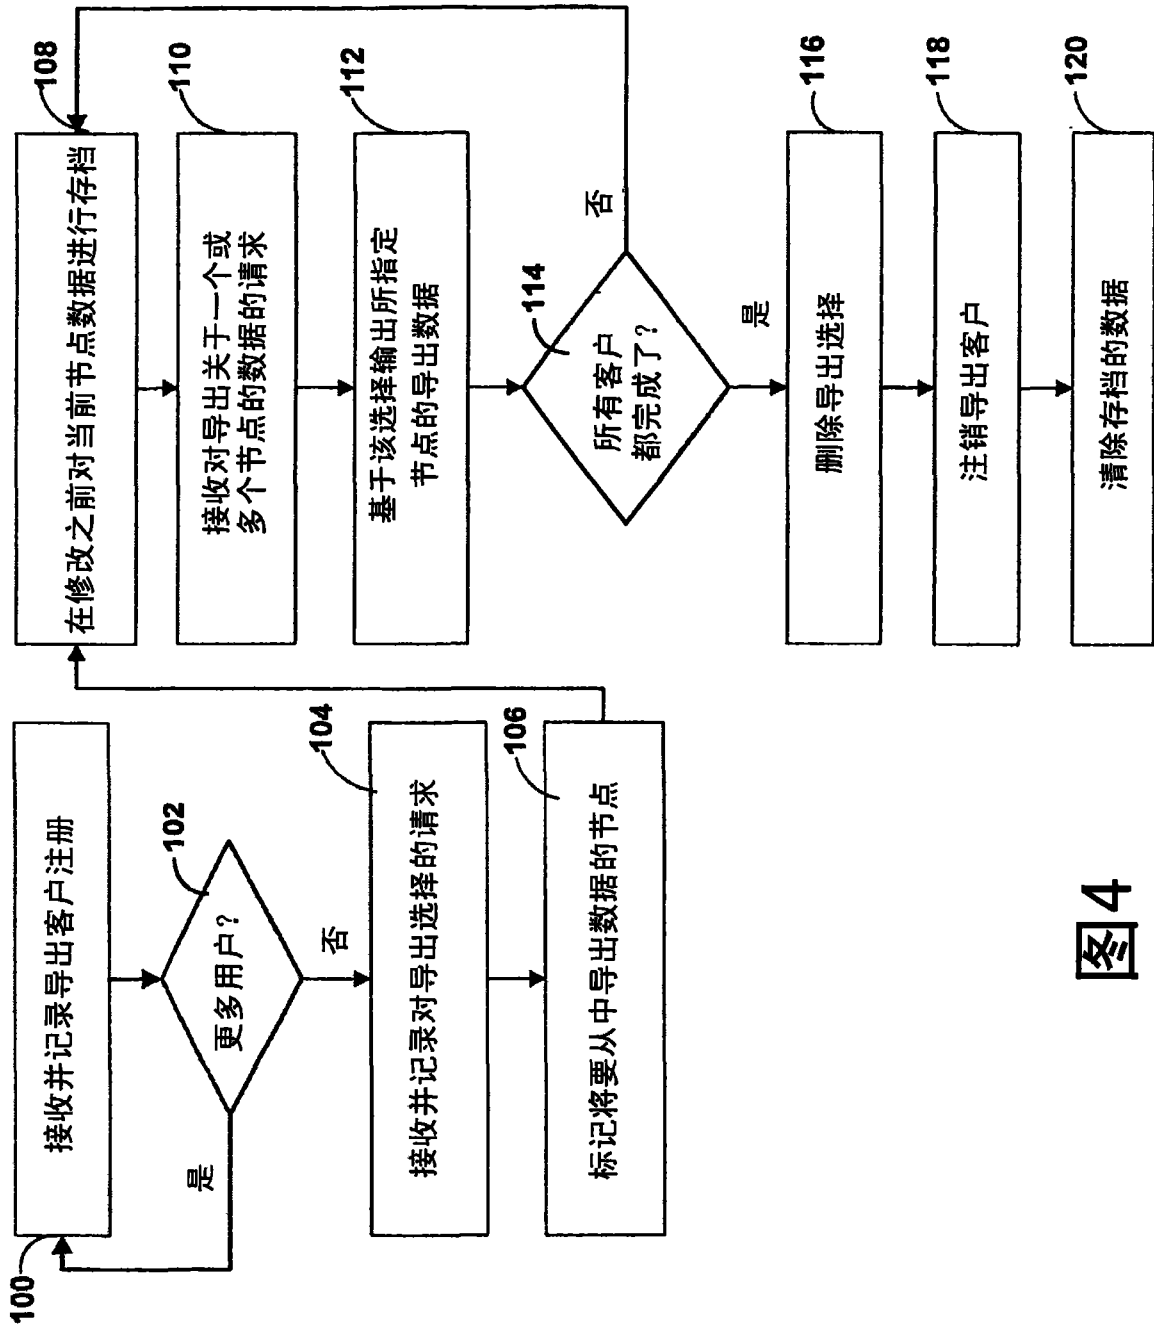 100
接收并记录导出客户注册
102
更多用户？
是
否
104
接收并记录对导出选择的请求
106
标记将要从中导出数据的节点
108
在修改之前对当前节点数据进行存档
110
接收对导出关于一个或
多个节点的数据的请求
112
基于该选择输出所指定
节点的导出数据
114
所有客户
都完成了？
否
是
116
删除导出选择
118
注销导出客户
120
清除存档的数据
图4